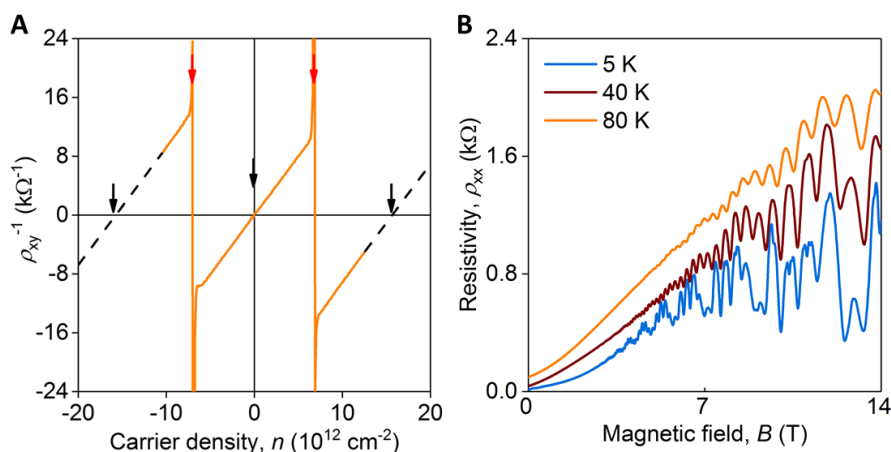 A
24
16
8
0
-8
-16
-24
ρxy⁻¹ (kΩ⁻¹)
-20 -10 0 10 20
Carrier density, n (10¹² cm⁻²)
B
2.4
1.6
0.8
0.0
Resistivity, ρxx (kΩ)
5 K
40 K
80 K
0 7 14
Magnetic field, B (T)